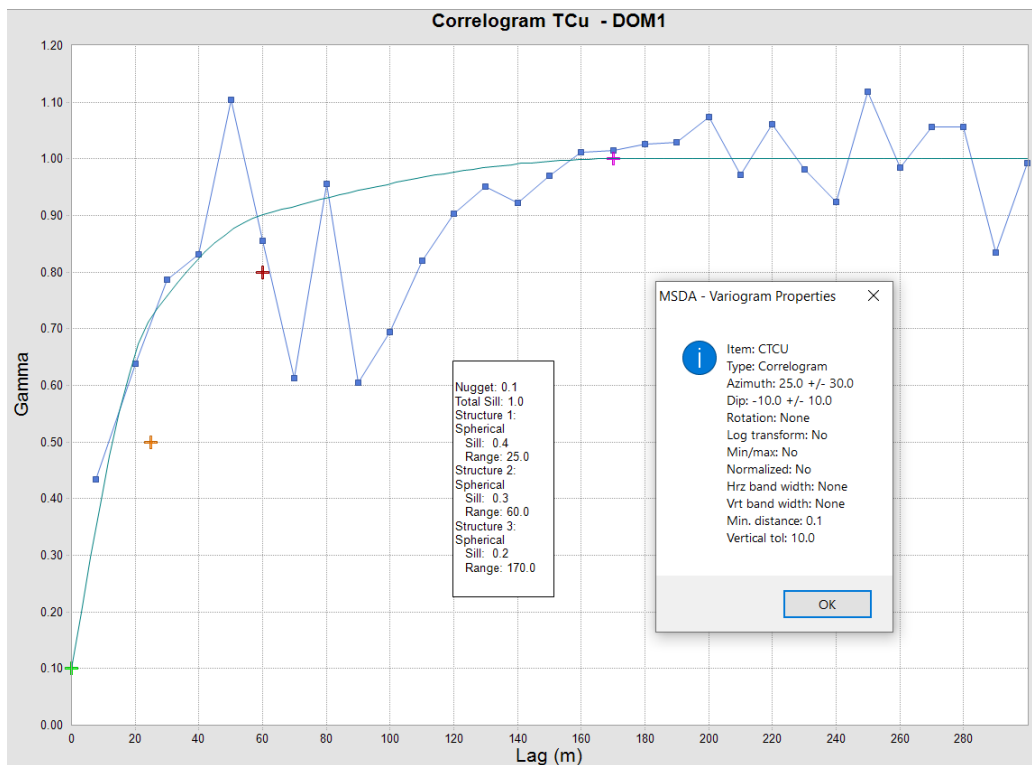 Correlogram TCu - DOM1
Gamma
1.20
1.10
1.00
0.90
0.80
0.70
0.60
0.50
0.40
0.30
0.20
0.10
0.00
Nugget: 0.1
Total Sill: 1.0
Structure 1:
Spherical
Sill: 0.4
Range: 25.0
Structure 2:
Spherical
Sill: 0.3
Range: 60.0
Structure 3:
Spherical
Sill: 0.2
Range: 170.0
MSDA - Variogram Properties
Item: CTCU
Type: Correlogram
Azimuth: 25.0 +/- 30.0
Dip: -10.0 +/- 10.0
Rotation: None
Log transform: No
Min/max: No
Normalized: No
Hrz band width: None
Vrt band width: None
Min. distance: 0.1
Vertical tol: 10.0
OK
0 20 40 60 80 100 120 140 160 180 200 220 240 260 280
Lag (m)